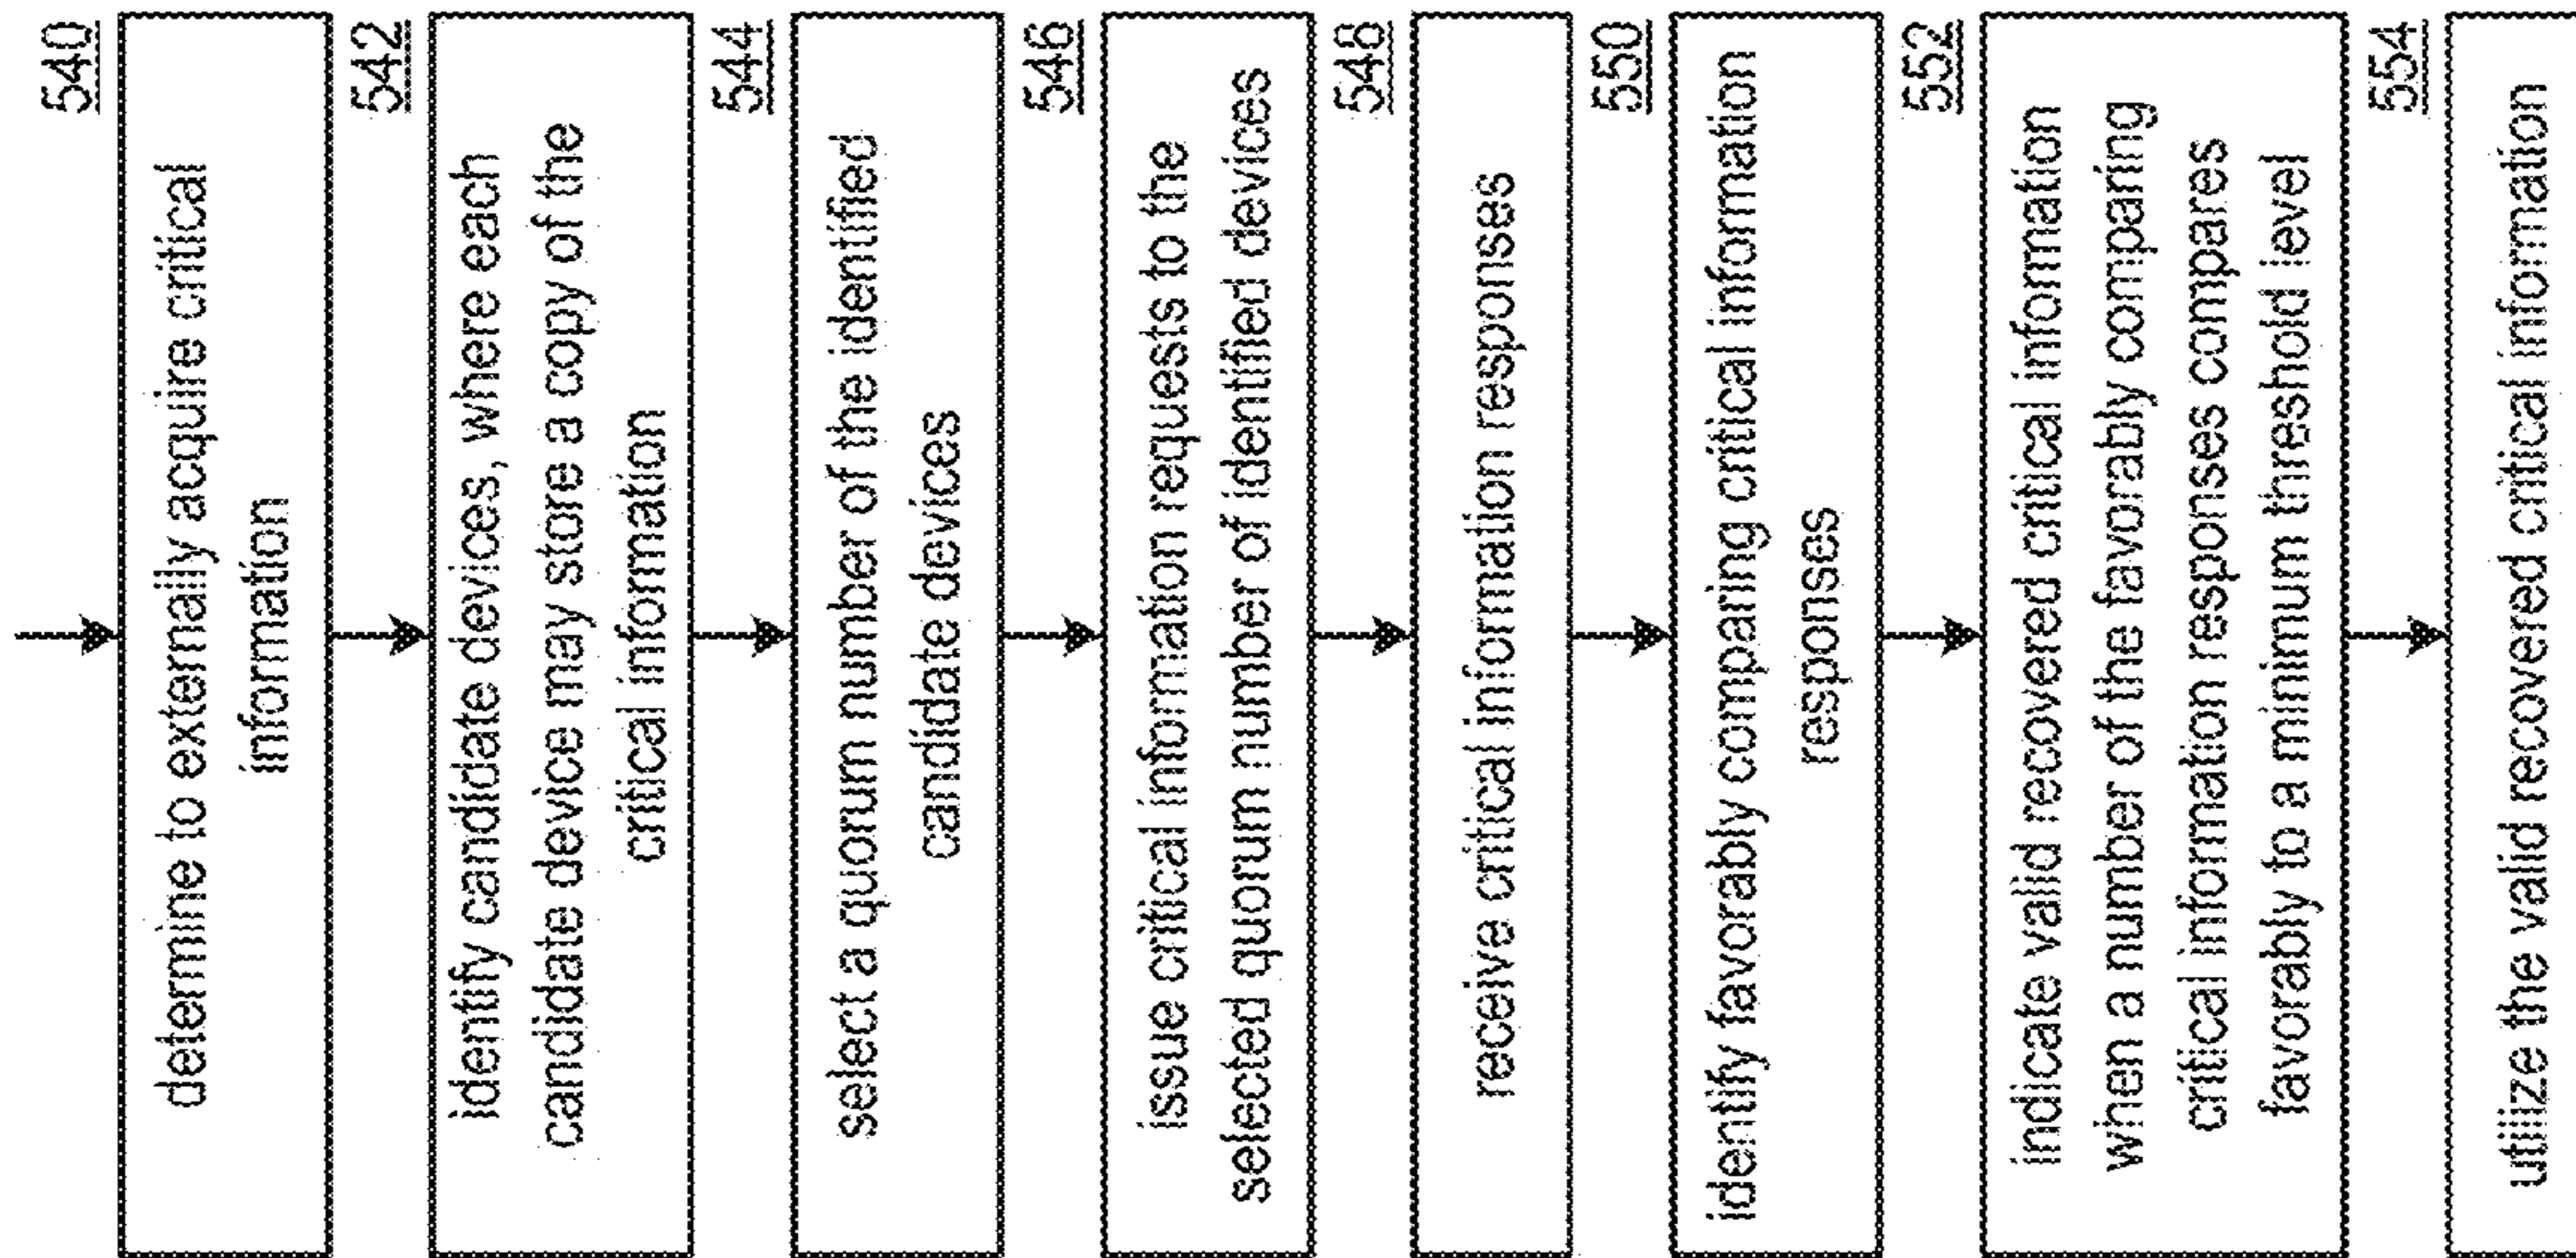 540
determine to externally acquire critical
information
542
identify candidate devices, where each
candidate device may store a copy of the
critical information
544
select a quorum number of the identified
candidate devices
546
issue critical information requests to the
selected quorum number of identified devices
548
receive critical information responses
550
identify favorably comparing critical information
responses
552
indicate valid recovered critical information
when a number of the favorably comparing
critical information responses compares
favorably to a minimum threshold level
554
utilize the valid recovered critical information